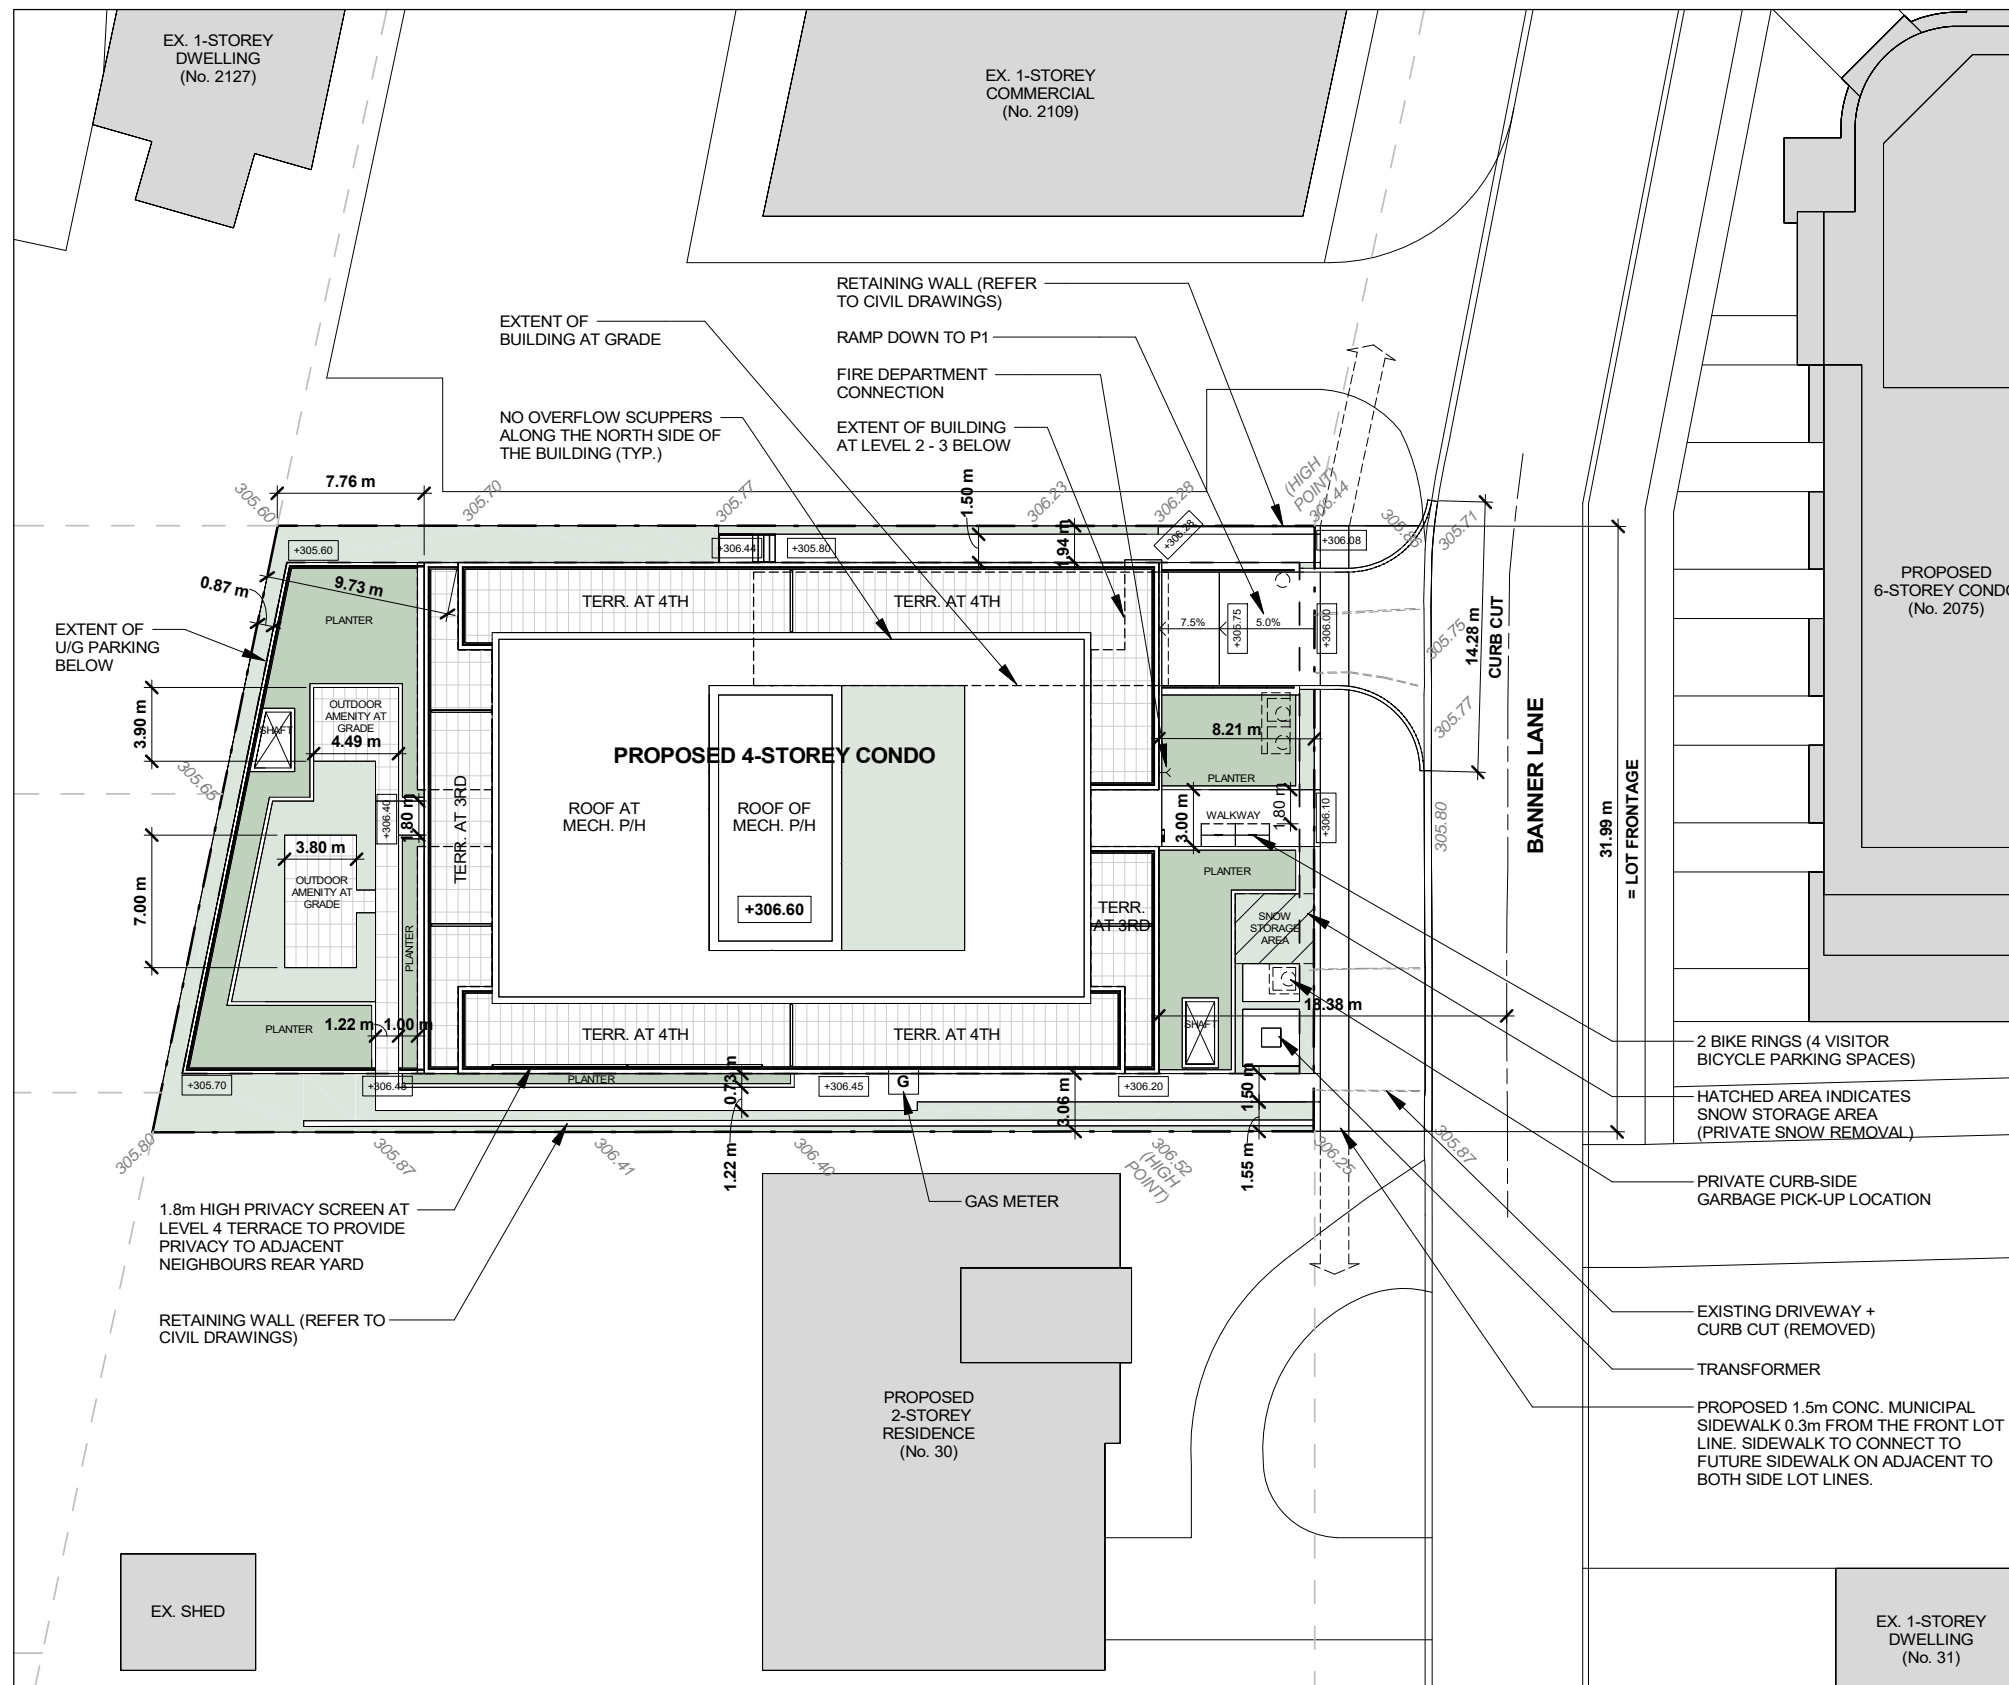 EX. 1-STOREY
DWELLING
(No. 2127)
EX. 1-STOREY
COMMERCIAL
(No. 2109)
PROPOSED
6-STOREY CONDO
(No. 2075)
RETAINING WALL (REFER
TO CIVIL DRAWINGS)
EXTENT OF
BUILDING AT GRADE
RAMP DOWN TO P1
FIRE DEPARTMENT
CONNECTION
NO OVERFLOW SCUPPERS
ALONG THE NORTH SIDE OF
THE BUILDING (TYP.)
EXTENT OF BUILDING
AT LEVEL 2 - 3 BELOW
7.76 m
305.60
305.70
305.77
1.50 m
306.23
306.28
(HIGH
POINT)
306.44
305.85
305.71
+305.60
+306.44
+305.80
1.94 m
+306.28
+306.08
0.87 m
9.73 m
EXTENT OF
U/G PARKING
BELOW
PLANTER
TERR. AT 4TH
TERR. AT 4TH
7.5%
+305.75
5.0%
+306.00
305.75
14.28 m
CURB CUT
305.77
3.90 m
SHAFT
OUTDOOR
AMENITY AT
GRADE
4.49 m
305.65
PROPOSED 4-STOREY CONDO
8.21 m
PLANTER
BANNER LANE
31.99 m
= LOT FRONTAGE
TERR. AT 3RD
ROOF AT
MECH. P/H
ROOF OF
MECH. P/H
+306.60
+306.40
1.80 m
3.00 m
WALKWAY
1.80 m
+306.10
305.80
7.00 m
3.80 m
OUTDOOR
AMENITY AT
GRADE
PLANTER
PLANTER
TERR.
AT 3RD
SNOW
STORAGE
AREA
PLANTER
1.22 m
1.00 m
TERR. AT 4TH
TERR. AT 4TH
SHAFT
18.38 m
+305.70
+306.43
PLANTER
0.73 m
+306.45
G
3.06 m
+306.20
1.50 m
305.80
305.87
306.41
1.22 m
306.40
306.52
(HIGH
POINT)
1.55 m
306.25
305.87
2 BIKE RINGS (4 VISITOR
BICYCLE PARKING SPACES)
HATCHED AREA INDICATES
SNOW STORAGE AREA
(PRIVATE SNOW REMOVAL)
PRIVATE CURB-SIDE
GARBAGE PICK-UP LOCATION
1.8m HIGH PRIVACY SCREEN AT
LEVEL 4 TERRACE TO PROVIDE
PRIVACY TO ADJACENT
NEIGHBOURS REAR YARD
GAS METER
RETAINING WALL (REFER TO
CIVIL DRAWINGS)
EXISTING DRIVEWAY +
CURB CUT (REMOVED)
TRANSFORMER
PROPOSED
2-STOREY
RESIDENCE
(No. 30)
PROPOSED 1.5m CONC. MUNICIPAL
SIDEWALK 0.3m FROM THE FRONT LOT
LINE. SIDEWALK TO CONNECT TO
FUTURE SIDEWALK ON ADJACENT TO
BOTH SIDE LOT LINES.
EX. SHED
EX. 1-STOREY
DWELLING
(No. 31)